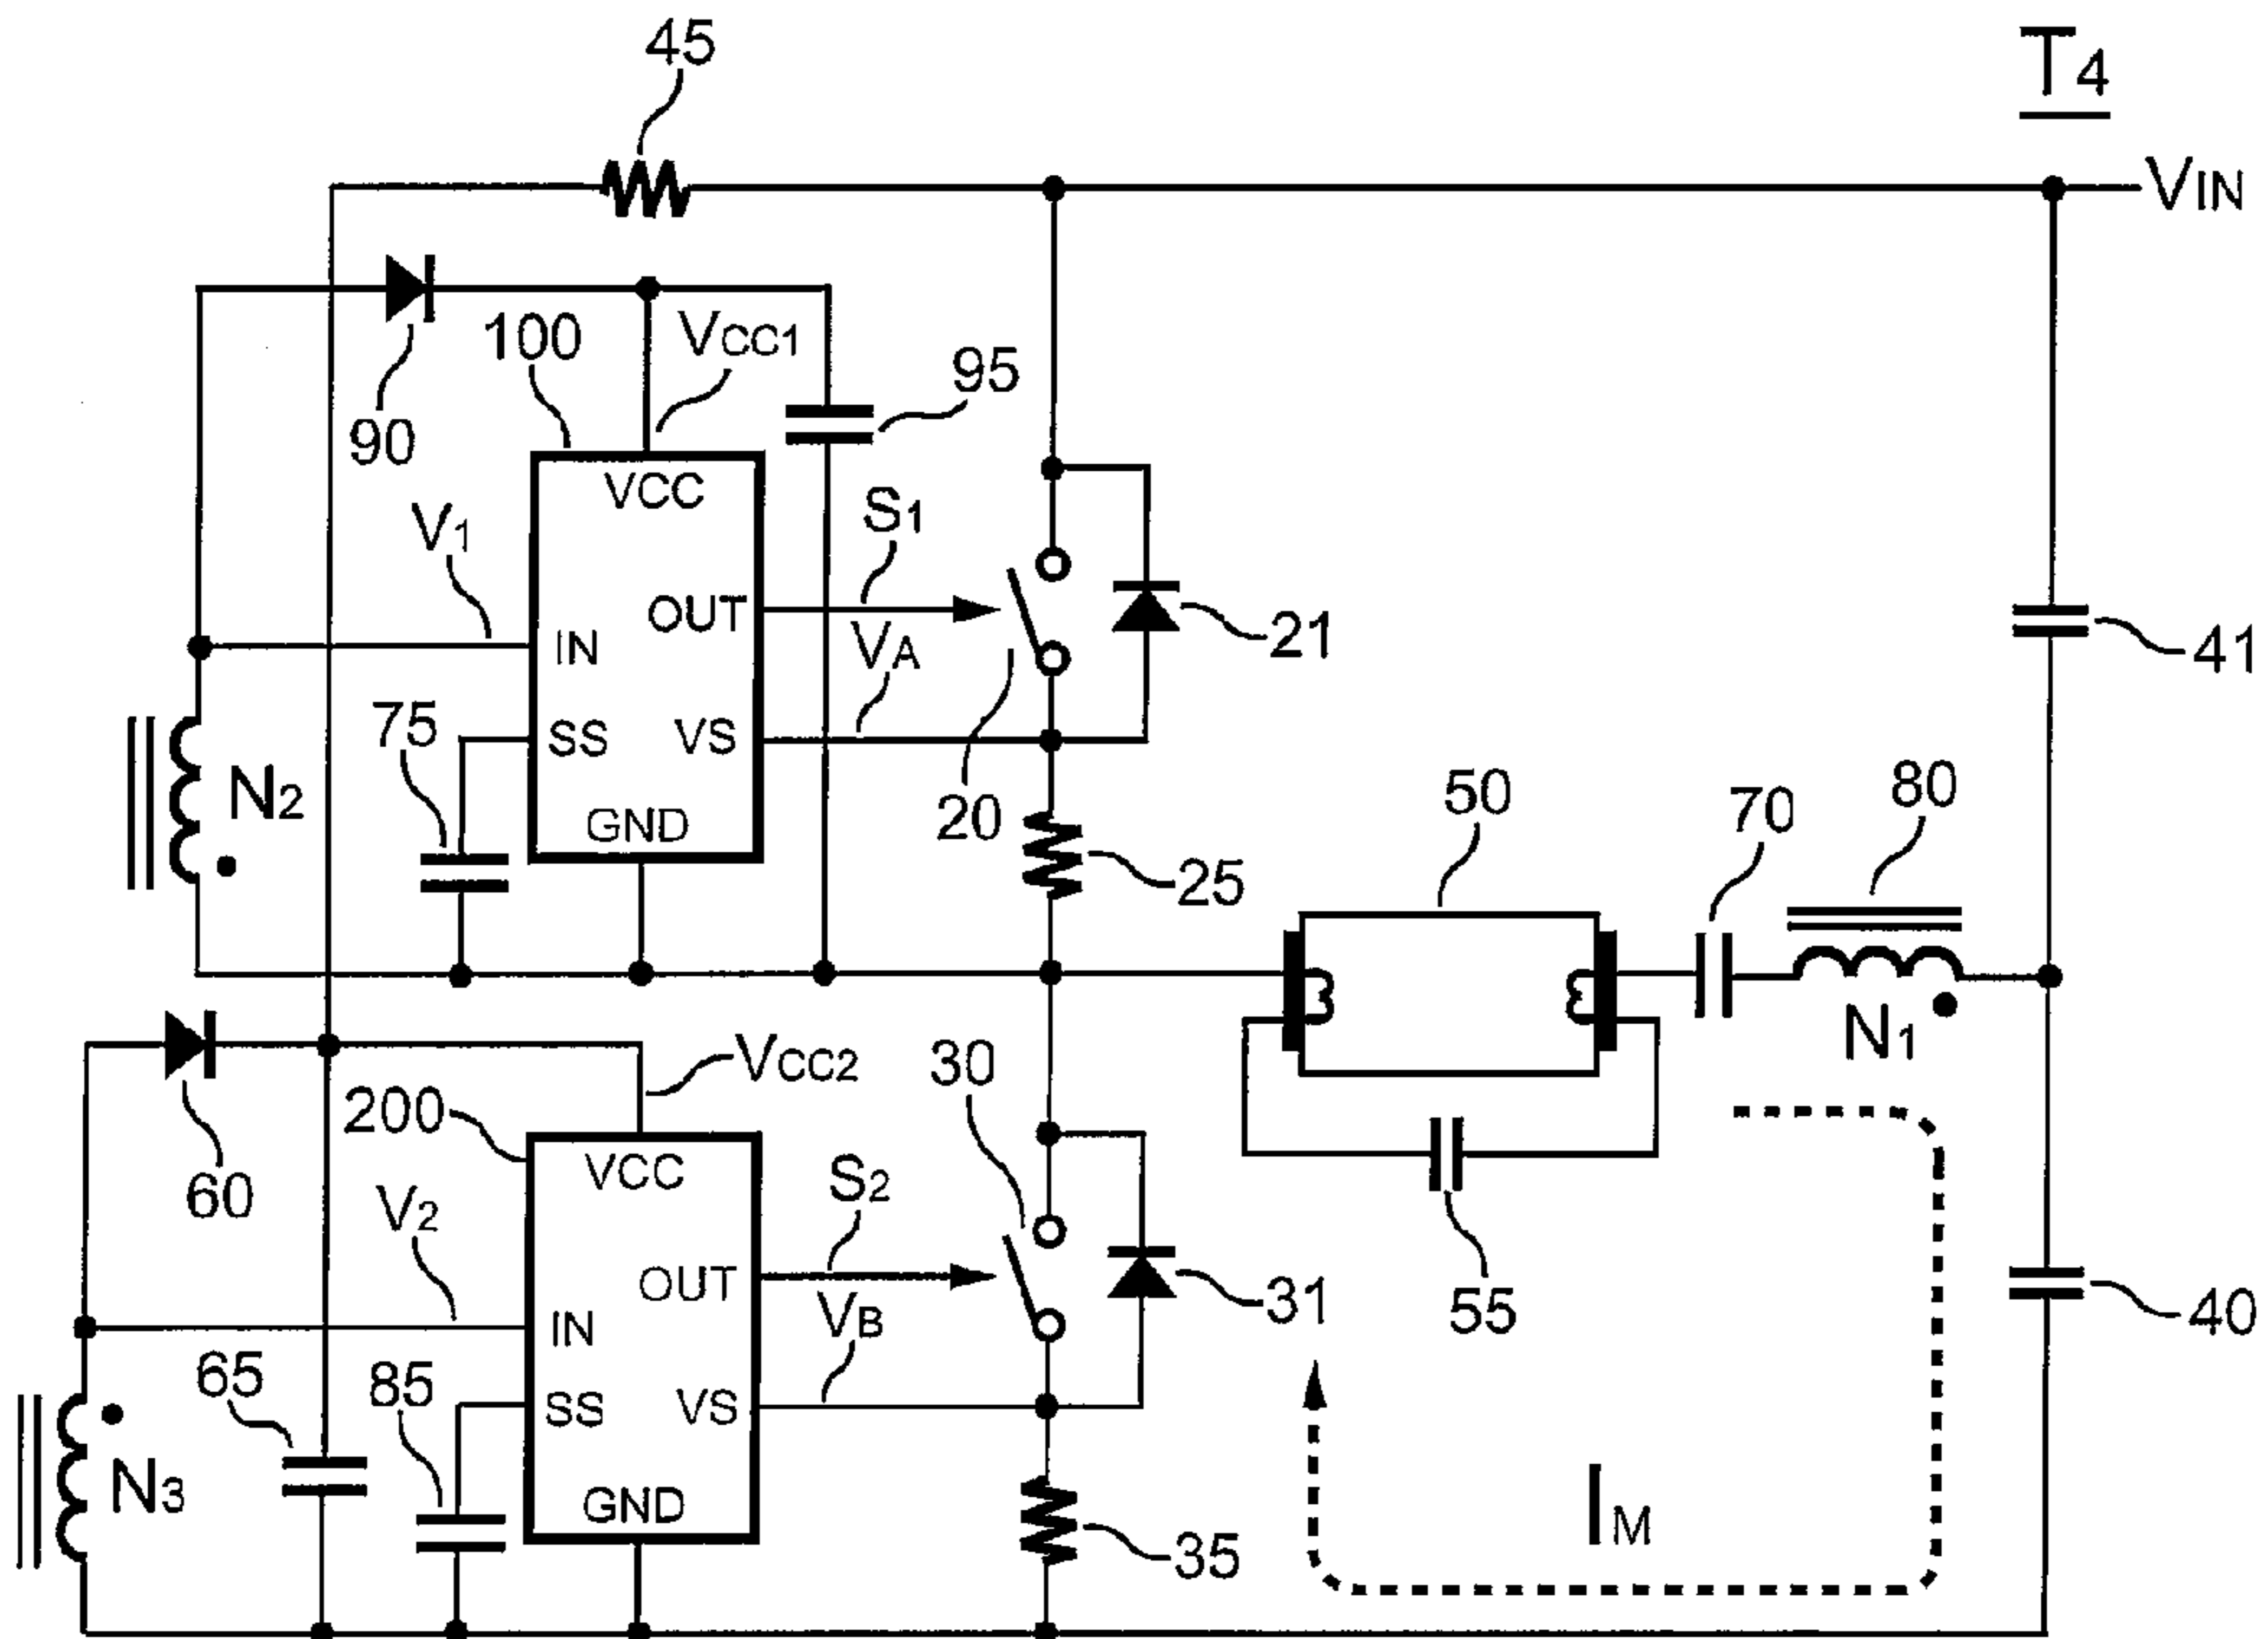 45
T4
VIN
90
100
VCC1
95
VCC
V1
S1
OUT
IN
VA
21
41
75
SS
VS
N2
GND
20
25
50
70
80
N1
60
200
VCC2
30
VCC
V2
S2
OUT
IN
VB
31
55
40
65
85
SS
VS
N3
GND
35
IM